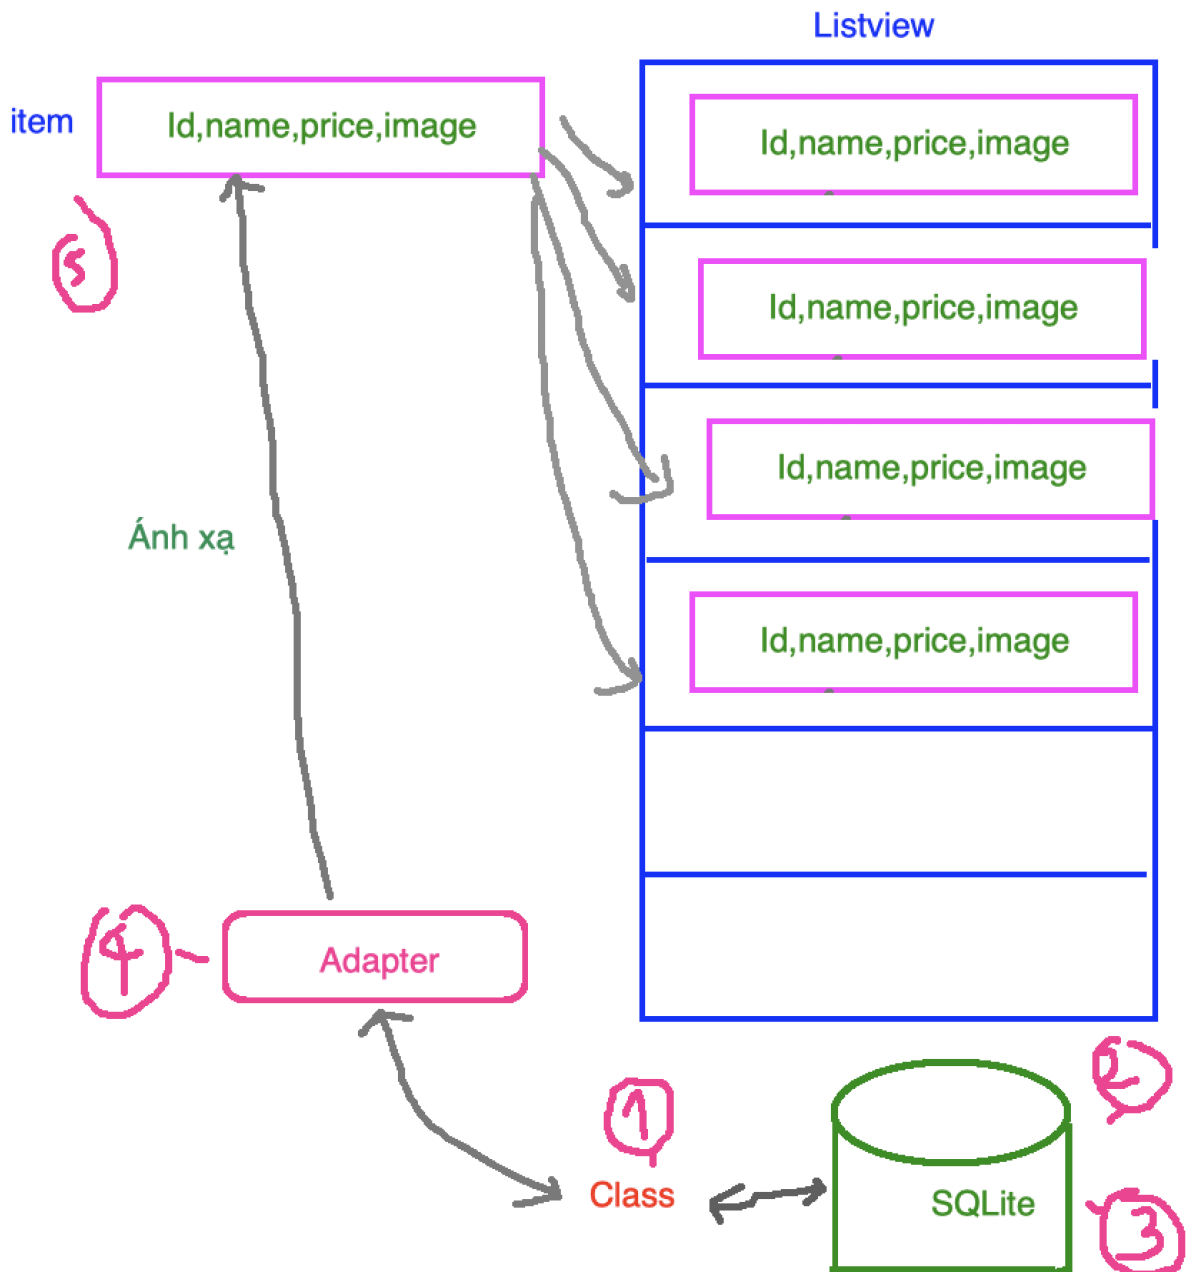 Listview
item
Id,name,price,image
Id,name,price,image
5
Id,name,price,image
Id,name,price,image
Ánh xạ
Id,name,price,image
4
Adapter
2
1
Class
SQLite
3